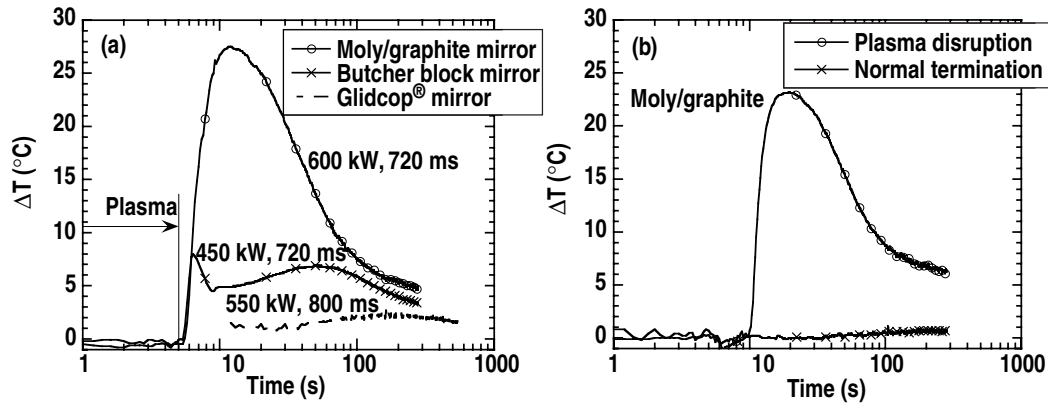 (a)
Moly/graphite mirror
Butcher block mirror
Glidcop® mirror
600 kW, 720 ms
Plasma
450 kW, 720 ms
550 kW, 800 ms
30
25
20
15
10
5
0
ΔT (°C)
1
10
100
1000
Time (s)
(b)
Plasma disruption
Normal termination
Moly/graphite
30
25
20
15
10
5
0
ΔT (°C)
1
10
100
1000
Time (s)